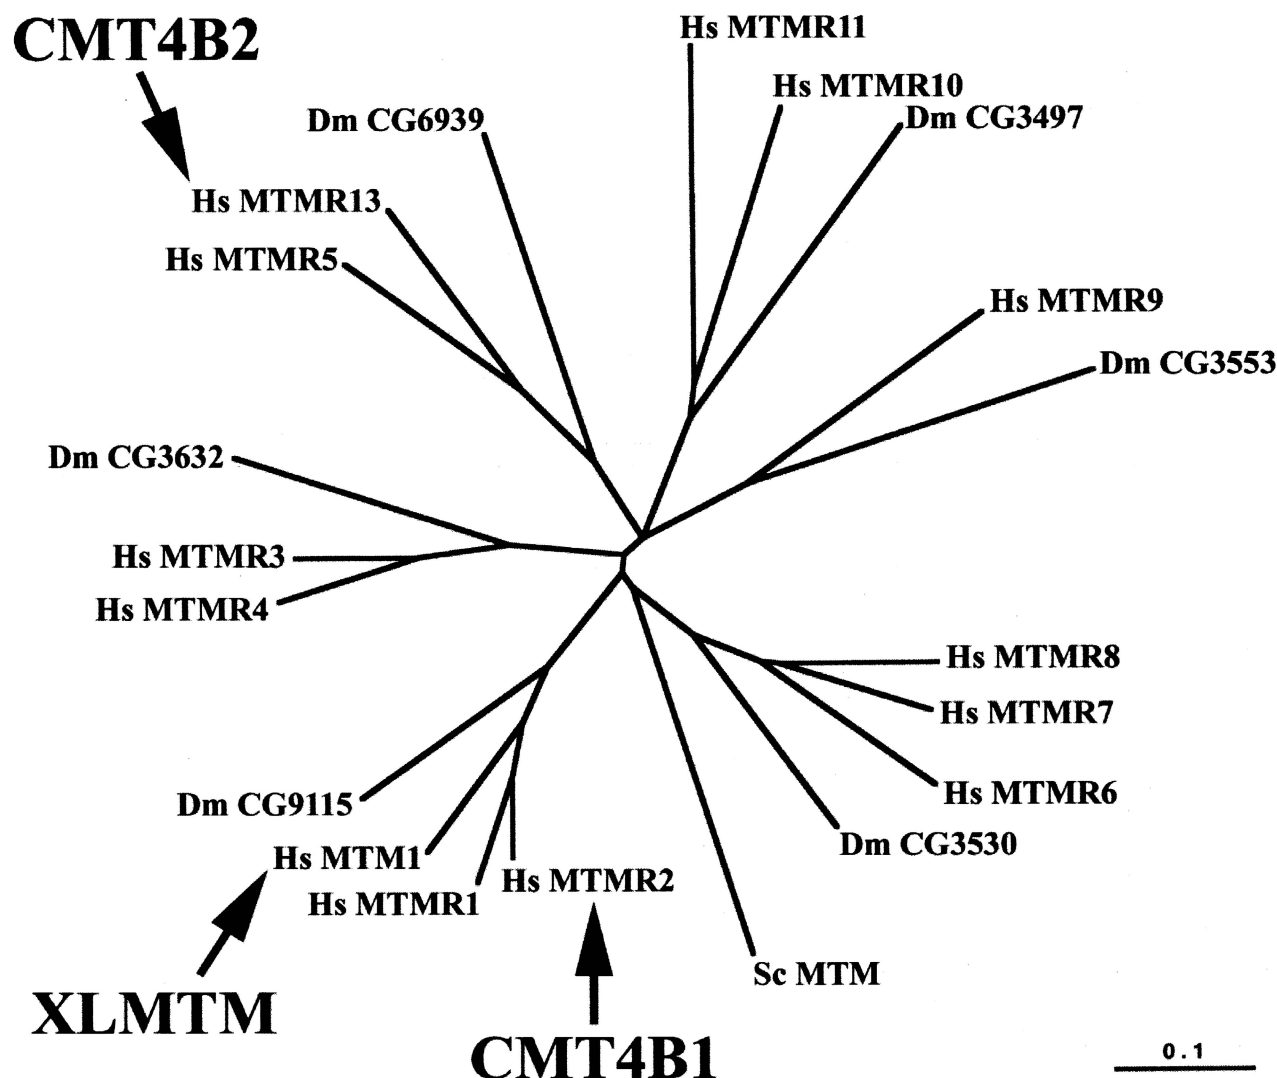 Hs MTMR11
CMT4B2
Hs MTMR10
Dm CG6939
Dm CG3497
Hs MTMR13
Hs MTMR5
Hs MTMR9
Dm CG3553
Dm CG3632
Hs MTMR3
Hs MTMR4
Hs MTMR8
Hs MTMR7
Hs MTMR6
Dm CG9115
Dm CG3530
Hs MTM1
Hs MTMR2
Hs MTMR1
Sc MTM
XLMTM
CMT4B1
0.1